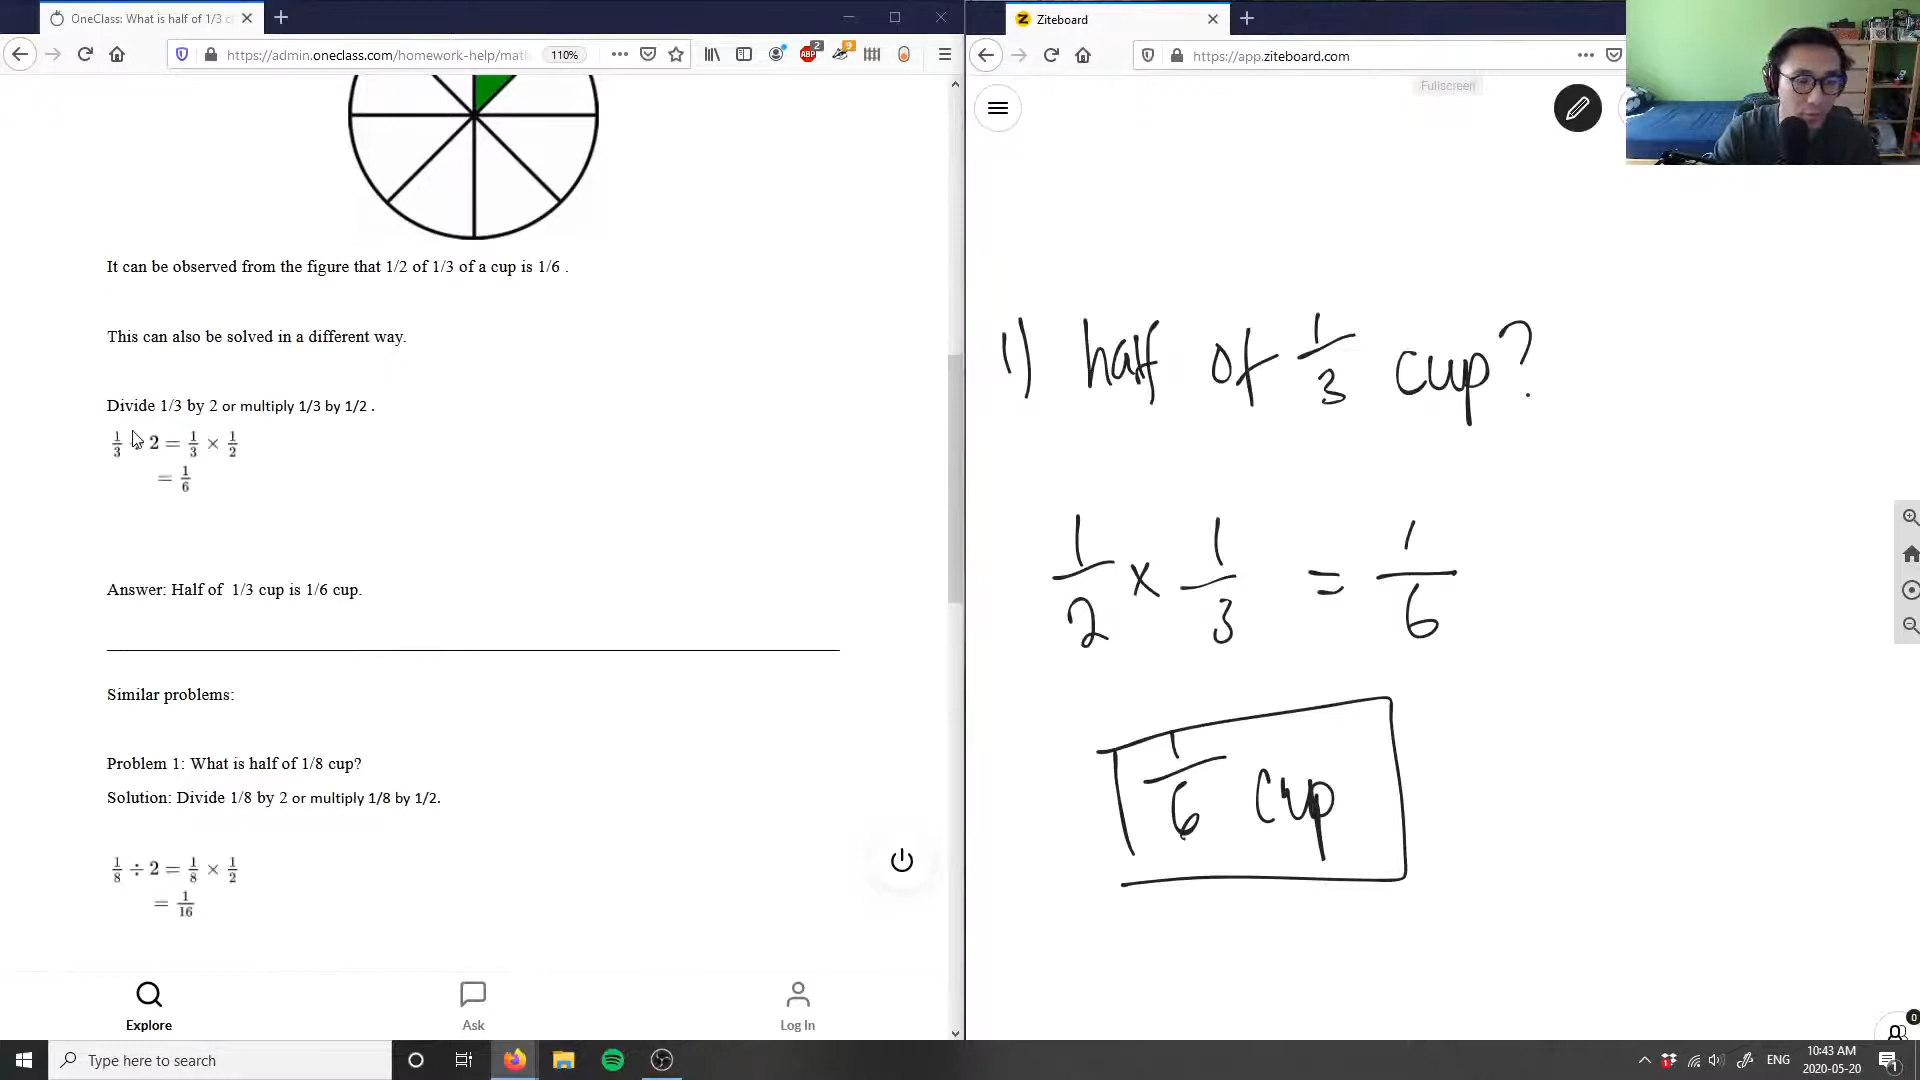 OneClass: What is half of 1/3 c
Ziteboard
https://admin.oneclass.com/homework-help/math
110%
ABP
2
9
https://app.ziteboard.com
Fullscreen
It can be observed from the figure that 1/2 of 1/3 of a cup is 1/6 .
This can also be solved in a different way.
Divide 1/3 by 2 or multiply 1/3 by 1/2 .
1/3 2 = 1/3 × 1/2
= 1/6
Answer: Half of 1/3 cup is 1/6 cup.
Similar problems:
Problem 1: What is half of 1/8 cup?
Solution: Divide 1/8 by 2 or multiply 1/8 by 1/2.
1/8 ÷ 2 = 1/8 × 1/2
= 1/16
Explore
Ask
Log In
1) half of 1/3 cup?
1/2 × 1/3 = 1/6
1/6 cup
0
Type here to search
ENG
10:43 AM
2020-05-20
1